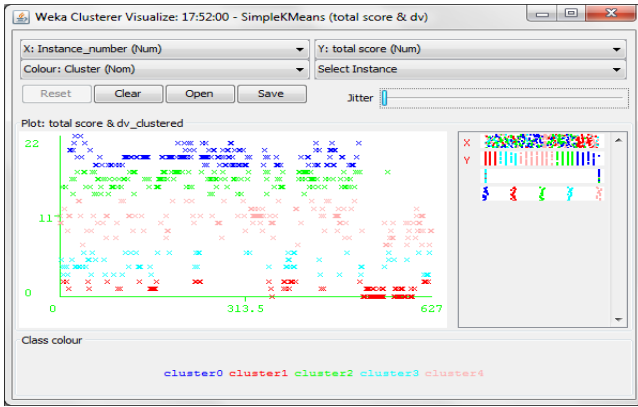 Weka Clusterer Visualize: 17:52:00 - SimpleKMeans (total score & dv)
X: Instance_number (Num) Y: total score (Num)
Colour: Cluster (Nom) Select Instance
Reset Clear Open Save Jitter
Plot: total score & dv_clustered
22
11
0
0 313.5 627
X
Y
Class colour
cluster0 cluster1 cluster2 cluster3 cluster4